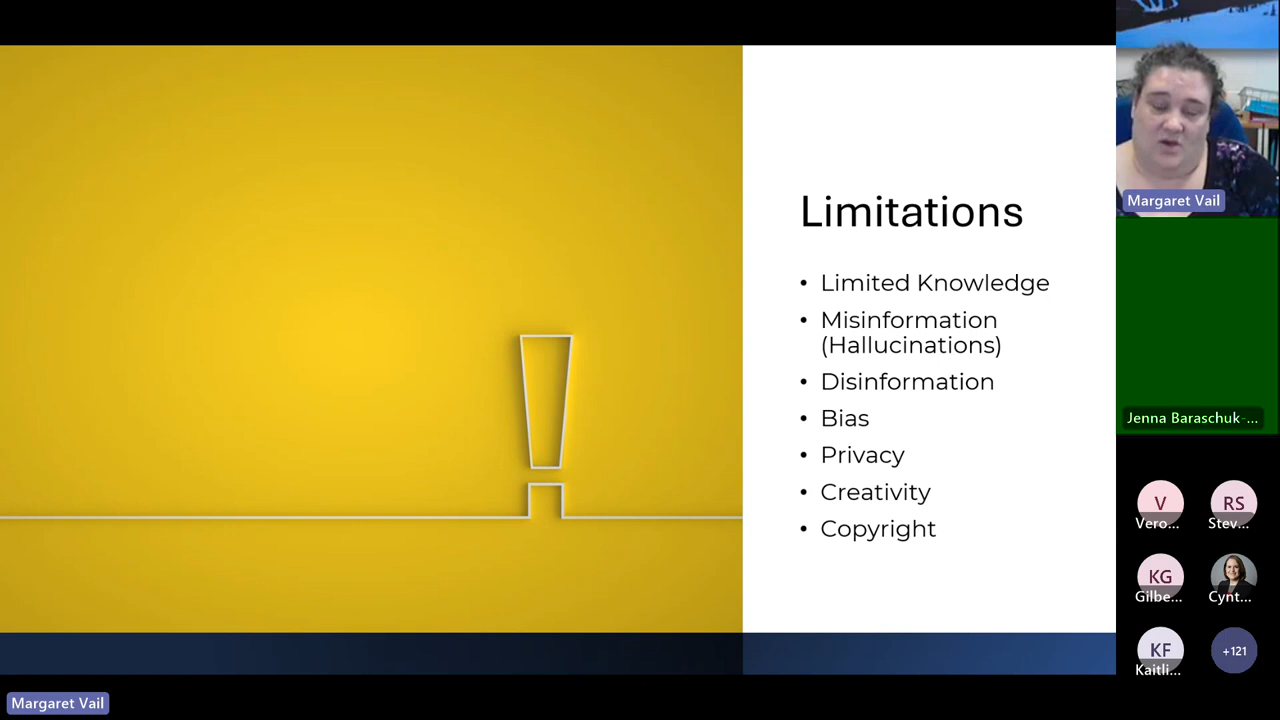 Limitations
• Limited Knowledge
• Misinformation
(Hallucinations)
• Disinformation
• Bias
• Privacy
• Creativity
• Copyright
Margaret Vail
Jenna Baraschuk-...
V
Vero...
RS
Stev...
KG
Gilbe...
Cynt...
KF
Kaitli...
+121
Margaret Vail